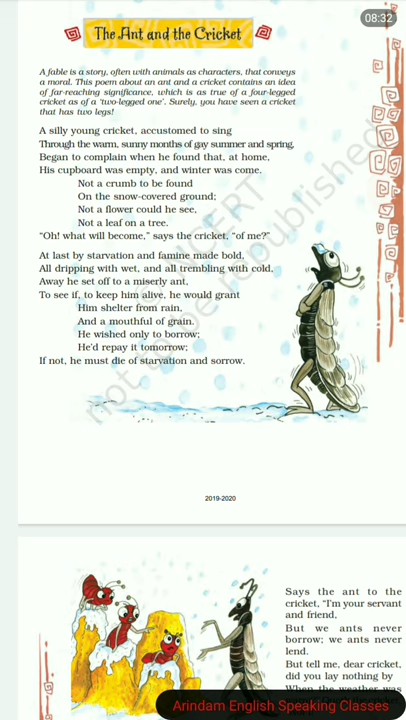 08:32
The Ant and the Cricket
A fable is a story, often with animals as characters, that conveys
a moral. This poem about an ant and a cricket contains an idea
of far-reaching significance, which is as true of a four-legged
cricket as of a 'two-legged one'. Surely, you have seen a cricket
that has two legs!
A silly young cricket, accustomed to sing
Through the warm, sunny months of gay summer and spring,
Began to complain when he found that, at home,
His cupboard was empty, and winter was come.
Not a crumb to be found
On the snow-covered ground;
Not a flower could he see,
Not a leaf on a tree.
“Oh! what will become,” says the cricket, “of me?”
At last by starvation and famine made bold,
All dripping with wet, and all trembling with cold,
Away he set off to a miserly ant,
To see if, to keep him alive, he would grant
Him shelter from rain,
And a mouthful of grain.
He wished only to borrow;
He'd repay it tomorrow;
If not, he must die of starvation and sorrow.
not to be republished
2019-2020
Says the ant to the
cricket, “I'm your servant
and friend,
But we ants never
borrow; we ants never
lend.
But tell me, dear cricket,
did you lay nothing by
When the weather was
Arindam English Speaking Classes